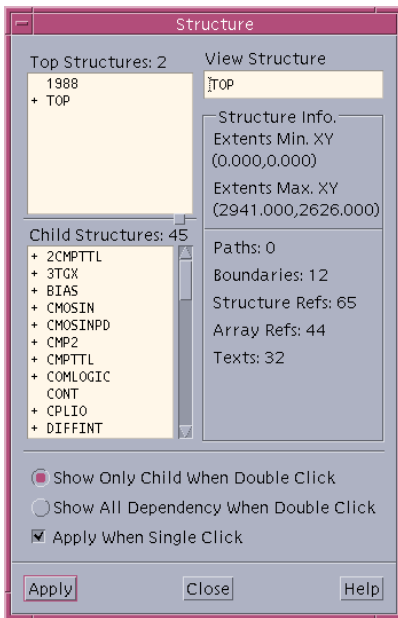 Structure
Top Structures: 2
1988
+ TOP
View Structure
TOP
Structure Info.
Extents Min. XY
(0.000,0.000)
Extents Max. XY
(2941.000,2626.000)
Child Structures: 45
+ 2CMPTTL
+ 3TGX
+ BIAS
+ CMOSIN
+ CMOSINPD
+ CMP2
+ CMPTTL
+ COMLOGIC
CONT
+ CPLIO
+ DIFFINT
Paths: 0
Boundaries: 12
Structure Refs: 65
Array Refs: 44
Texts: 32
Show Only Child When Double Click
Show All Dependency When Double Click
Apply When Single Click
Apply
Close
Help